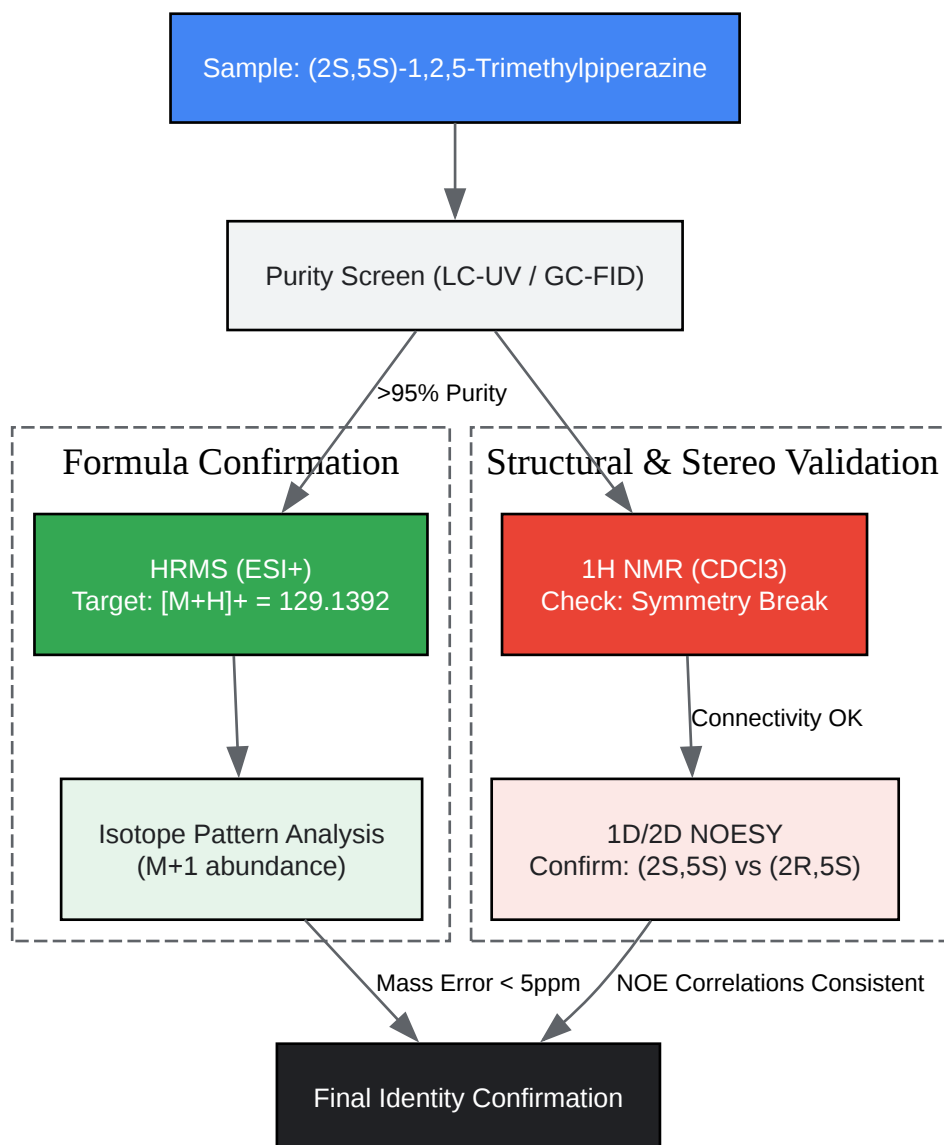 Sample: (2S,5S)-1,2,5-Trimethylpiperazine
Purity Screen (LC-UV / GC-FID)
>95% Purity
Formula Confirmation
Structural & Stereo Validation
HRMS (ESI+)
Target: [M+H]+ = 129.1392
1H NMR (CDCl3)
Check: Symmetry Break
Connectivity OK
Isotope Pattern Analysis
(M+1 abundance)
1D/2D NOESY
Confirm: (2S,5S) vs (2R,5S)
Mass Error < 5ppm
NOE Correlations Consistent
Final Identity Confirmation